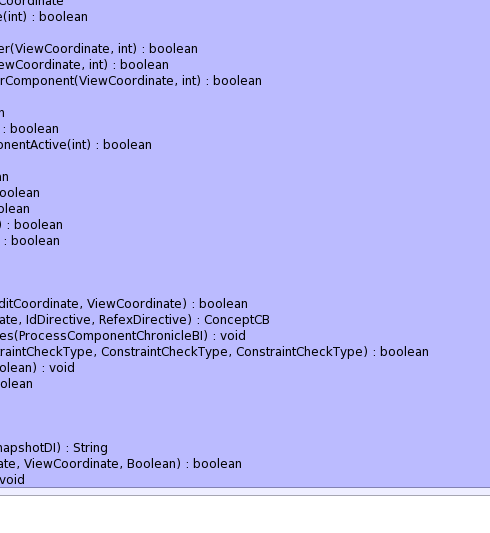 Coordinate
e(int) : boolean
er(ViewCoordinate, int) : boolean
ewCoordinate, int) : boolean
rComponent(ViewCoordinate, int) : boolean
n
: boolean
onentActive(int) : boolean
an
oolean
olean
) : boolean
: boolean
ditCoordinate, ViewCoordinate) : boolean
ate, IdDirective, RefexDirective) : ConceptCB
es(ProcessComponentChronicleBI) : void
raintCheckType, ConstraintCheckType, ConstraintCheckType) : boolean
olean) : void
olean
napshotDI) : String
ate, ViewCoordinate, Boolean) : boolean
void